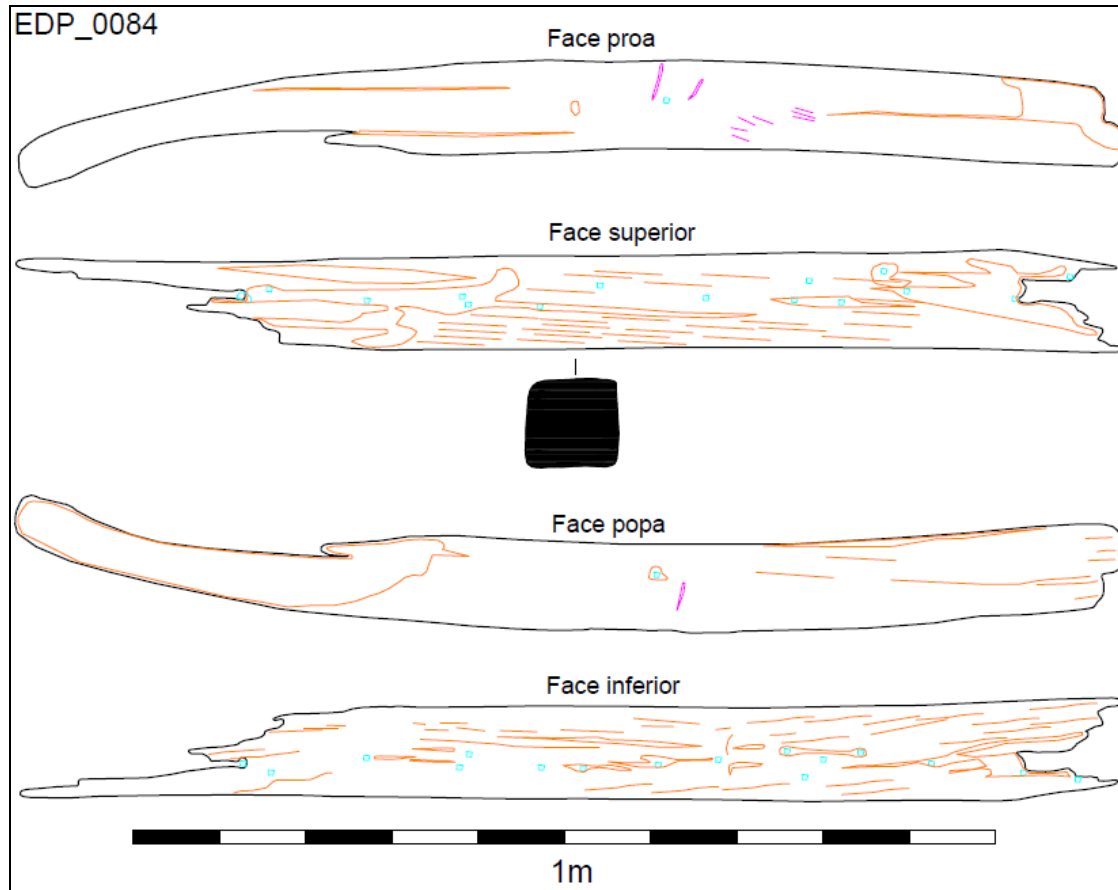 EDP_0084
Face proa
Face superior
Face popa
Face inferior
1m